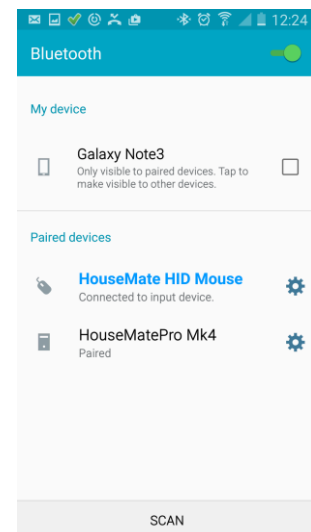 12:24
Bluetooth
My device
Galaxy Note3
Only visible to paired devices. Tap to
make visible to other devices.
Paired devices
HouseMate HID Mouse
Connected to input device.
HouseMatePro Mk4
Paired
SCAN